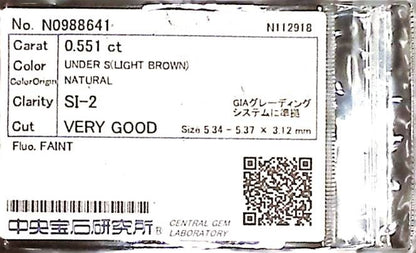 No. N0988641 N112918
Carat 0.551 ct
Color UNDER S(LIGHT BROWN)
ColorOrigin NATURAL
Clarity SI-2 GIAグレーディング
システムに準拠
Cut VERY GOOD Size 5.34 - 5.37 × 3.12 mm
Fluo. FAINT
中央宝石研究所® CENTRAL GEM
LABORATORY